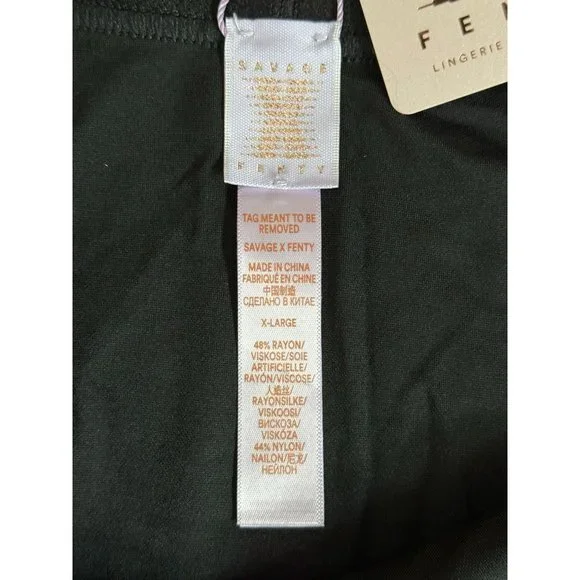 SAVAGE
FENTY
FEN
LINGERIE
TAG MEANT TO BE
REMOVED
SAVAGE X FENTY
MADE IN CHINA
FABRIQUÉ EN CHINE
中国制造
СДЕЛАНО В КИТАЕ
X-LARGE
48% RAYON/
VISKOSE/SOIE
ARTIFICIELLE/
RAYÓN/VISCOSE/
人造丝/
RAYONSILKE/
VISKOOSI/
ВИСКОЗА/
VISKÓZA
44% NYLON/
NAILON/尼龙/
НЕЙЛОН